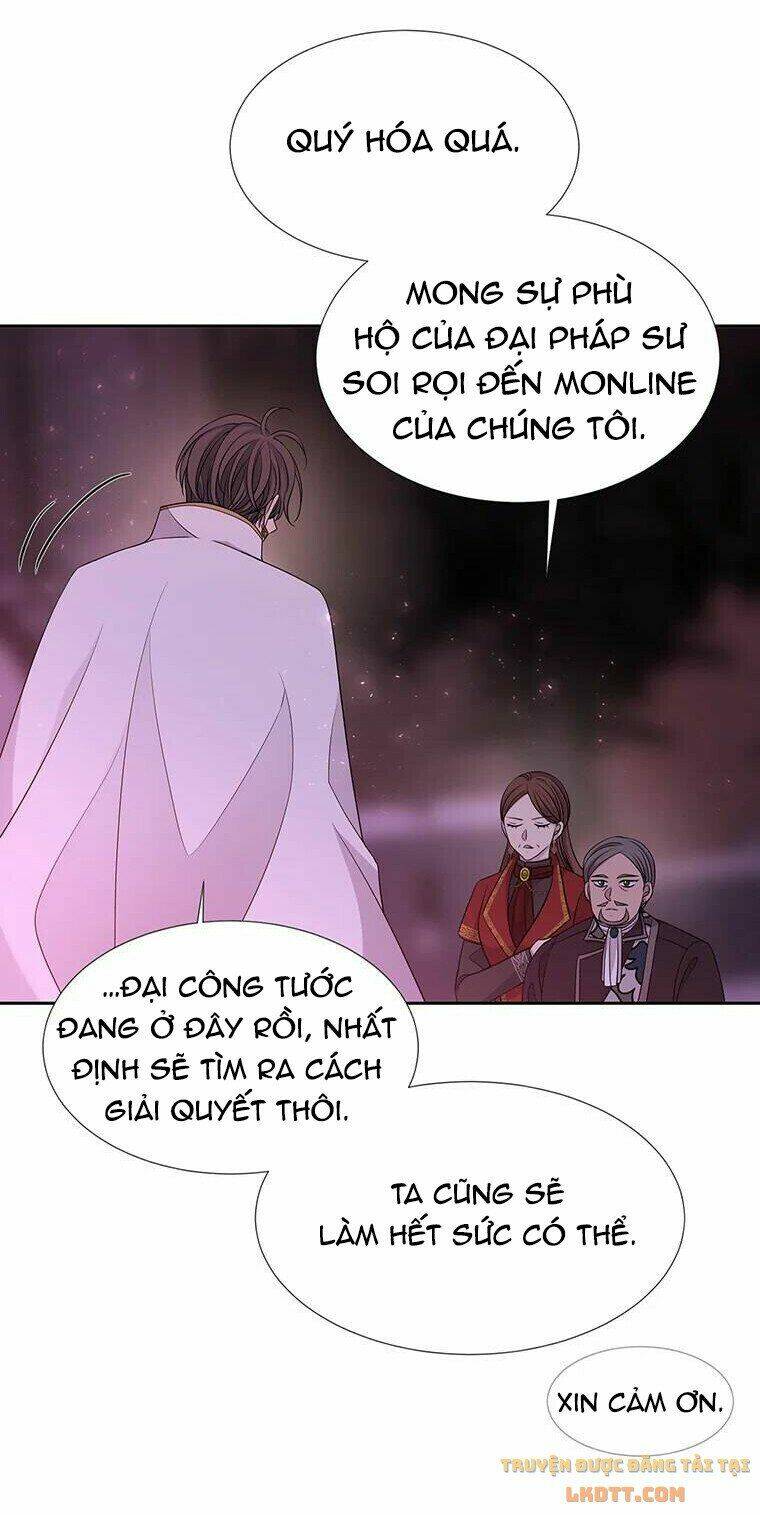 QUÝ HÓA QUÁ.
MONG SỰ PHÙ
HỘ CỦA ĐẠI PHÁP SƯ
SOI RỌI ĐẾN MONLINE
CỦA CHÚNG TÔI.
...ĐẠI CÔNG TƯỚC
ĐANG Ở ĐÂY RỒI, NHẤT
ĐỊNH SẼ TÌM RA CÁCH
GIẢI QUYẾT THÔI.
TA CŨNG SẼ
LÀM HẾT SỨC CÓ THỂ.
XIN CẢM ƠN.
TRUYỆN ĐƯỢC ĐĂNG TẢI TẠI
LKDTT.COM